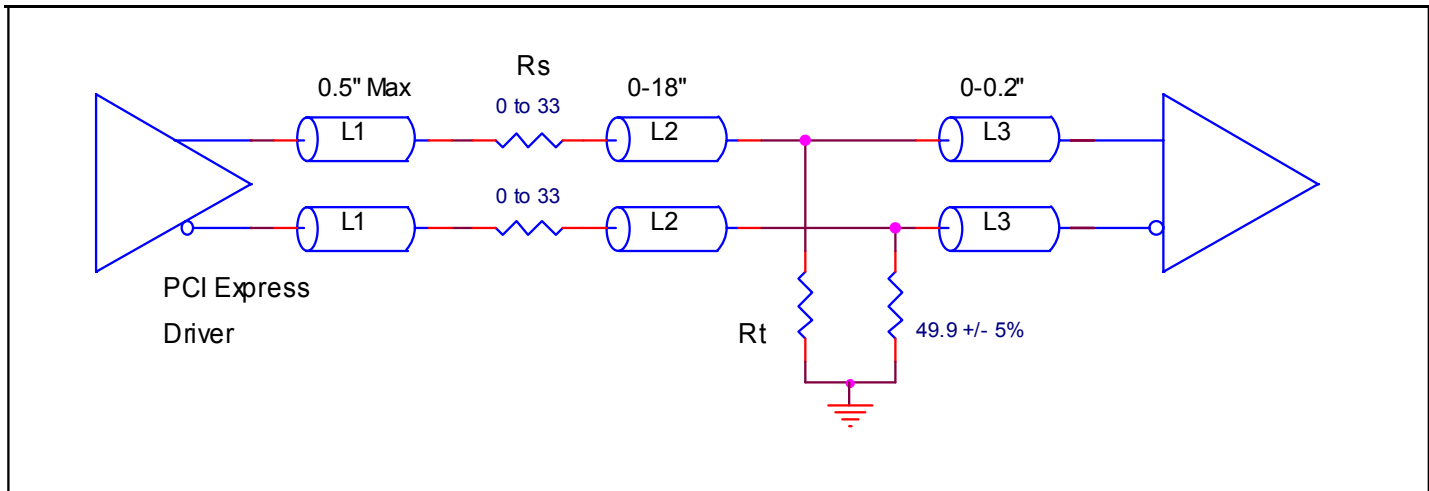 Rs
0.5" Max
0-18"
0-0.2"
0 to 33
L1
L2
L3
0 to 33
L1
L2
L3
PCI Express
Driver
Rt
49.9 +/- 5%